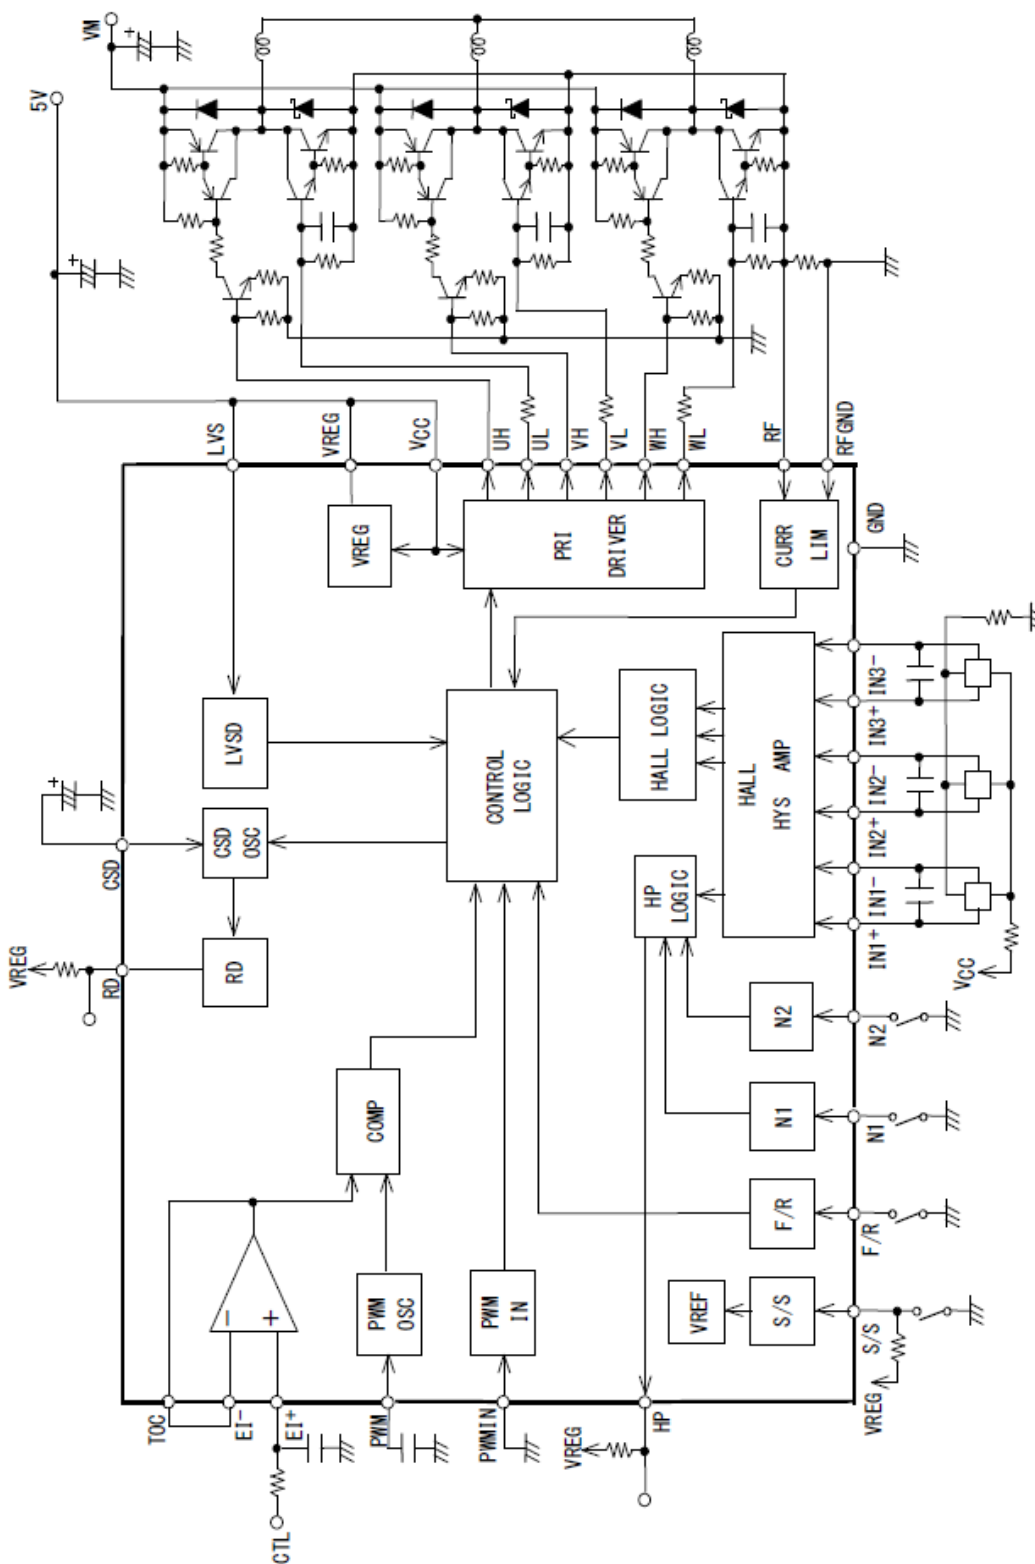 VM
5V
LVS
VREG
VCC
UH
UL
VH
VL
WH
WL
RF
RFGND
GND
VREG
PRI
DRIVER
CURR
LIM
LVSD
CSD
OSC
RD
CSD
VREG
RD
CONTROL
LOGIC
HALL LOGIC
HALL
HYS AMP
HP
LOGIC
COMP
PWM
OSC
PWM
IN
N2
N1
F/R
S/S
VREF
IN3-
IN3+
IN2-
IN2+
IN1-
IN1+
VCC
N2
N1
F/R
S/S
VREG
-
+
TOC
EI-
EI+
CTL
PWM
PWMIN
VREG
HP
+
+
+